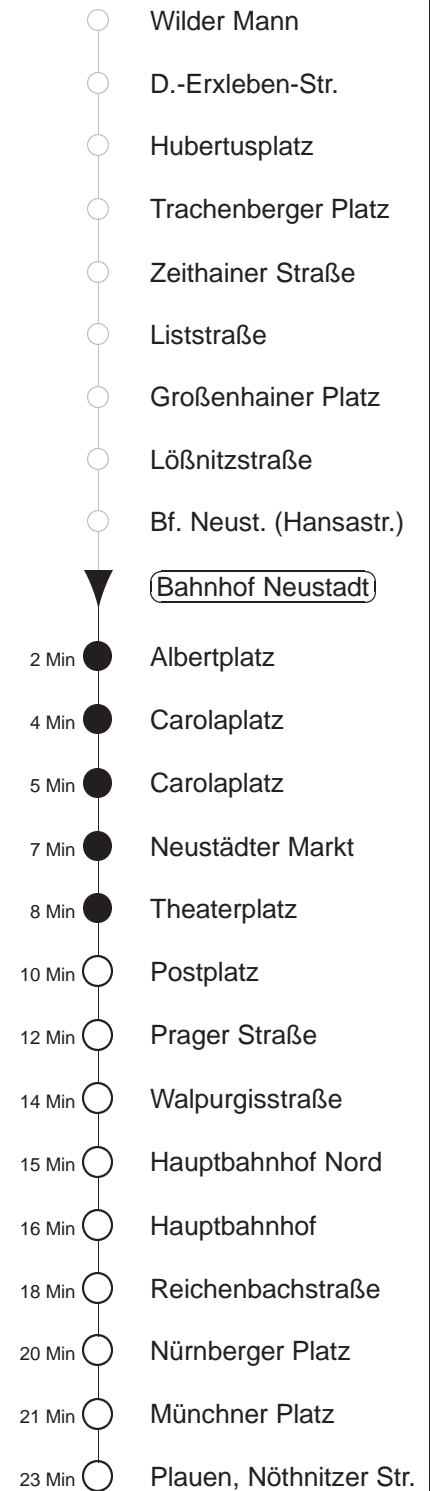 Wilder Mann
D.-Erxleben-Str.
Hubertusplatz
Trachenberger Platz
Zeithainer Straße
Liststraße
Großenhainer Platz
Lößnitzstraße
Bf. Neust. (Hansastr.)
Bahnhof Neustadt
2 Min Albertplatz
4 Min Carolaplatz
5 Min Carolaplatz
7 Min Neustädter Markt
8 Min Theaterplatz
10 Min Postplatz
12 Min Prager Straße
14 Min Walpurgisstraße
15 Min Hauptbahnhof Nord
16 Min Hauptbahnhof
18 Min Reichenbachstraße
20 Min Nürnberger Platz
21 Min Münchner Platz
23 Min Plauen, Nöthnitzer Str.